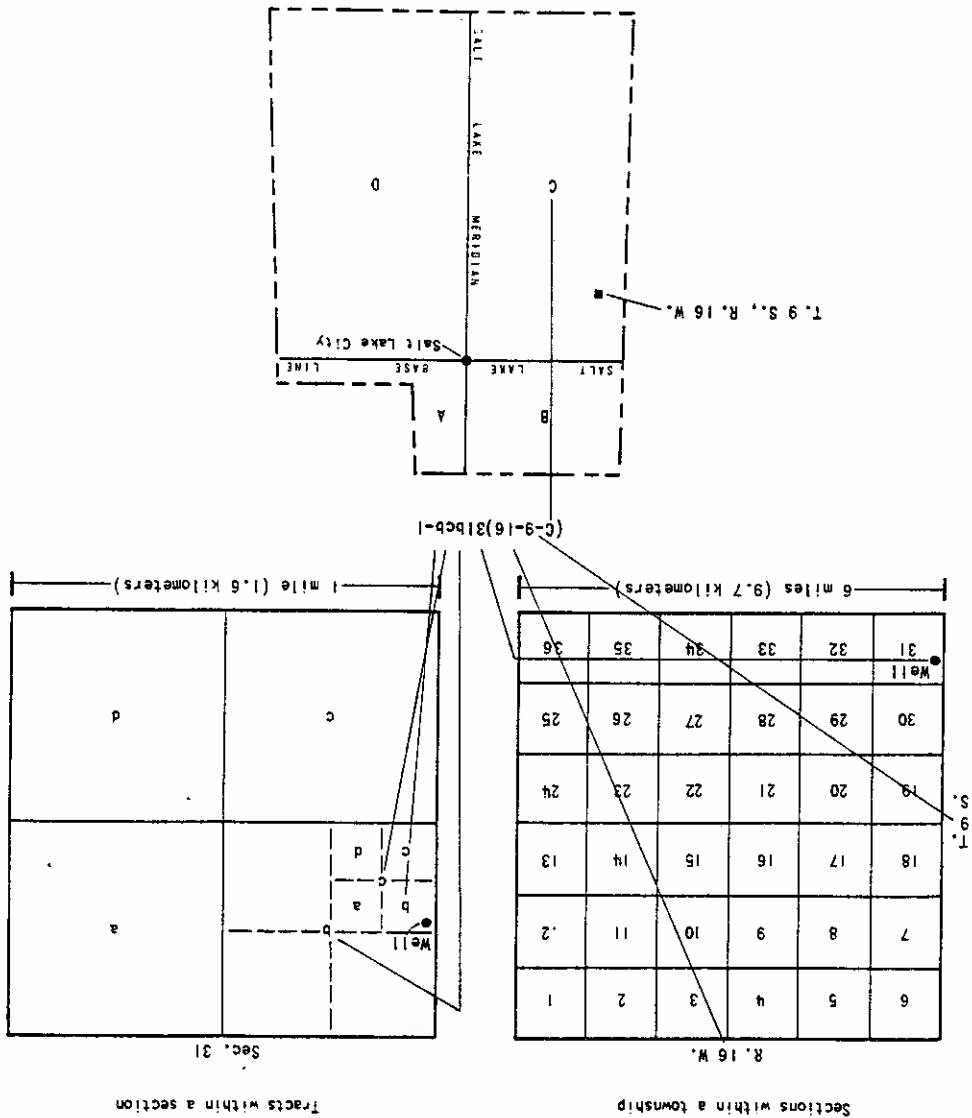 Sections within a township
Tracts within a section
R. 16 W.
Sec. 31
6 5 4 3 2 1
7 8 9 10 11 12
18 17 16 15 14 13
T.
9
S.
19 20 21 22 23 24
30 29 28 27 26 25
31 32 33 34 35 36
Well
6 miles (9.7 kilometers)
b
a
Well
b a
c
c d
c d
1 mile (1.6 kilometers)
(C-9-16)31bcb-1
B A
SALT LAKE BASE LINE
Salt Lake City
T. 9 S., R. 16 W.
C D
SALT LAKE MERIDIAN